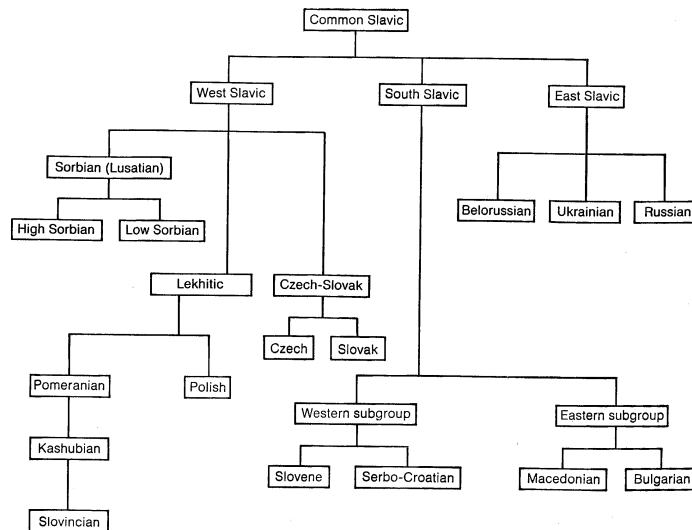 Common Slavic
West Slavic
South Slavic
East Slavic
Sorbian (Lusatian)
Belorussian
Ukrainian
Russian
High Sorbian
Low Sorbian
Lekhitic
Czech-Slovak
Czech
Slovak
Pomeranian
Polish
Western subgroup
Eastern subgroup
Kashubian
Slovene
Serbo-Croatian
Macedonian
Bulgarian
Slovincian